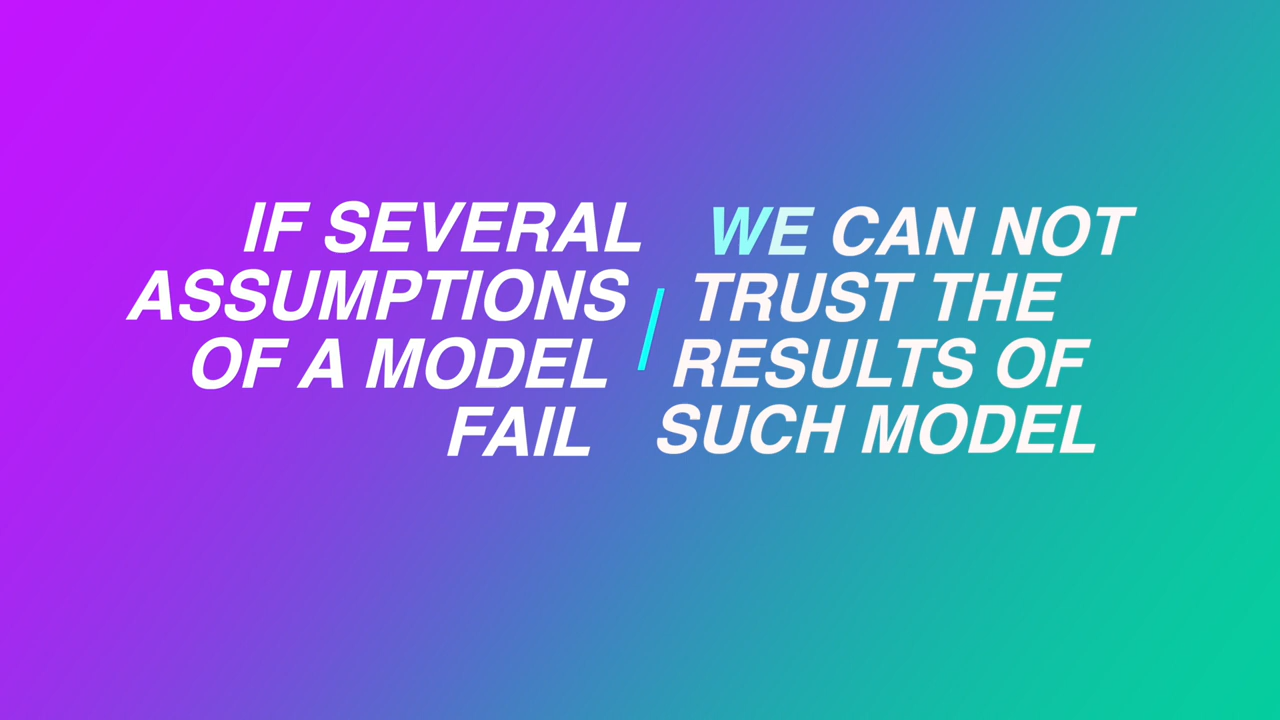 IF SEVERAL
ASSUMPTIONS
OF A MODEL
FAIL
/
WE CAN NOT
TRUST THE
RESULTS OF
SUCH MODEL